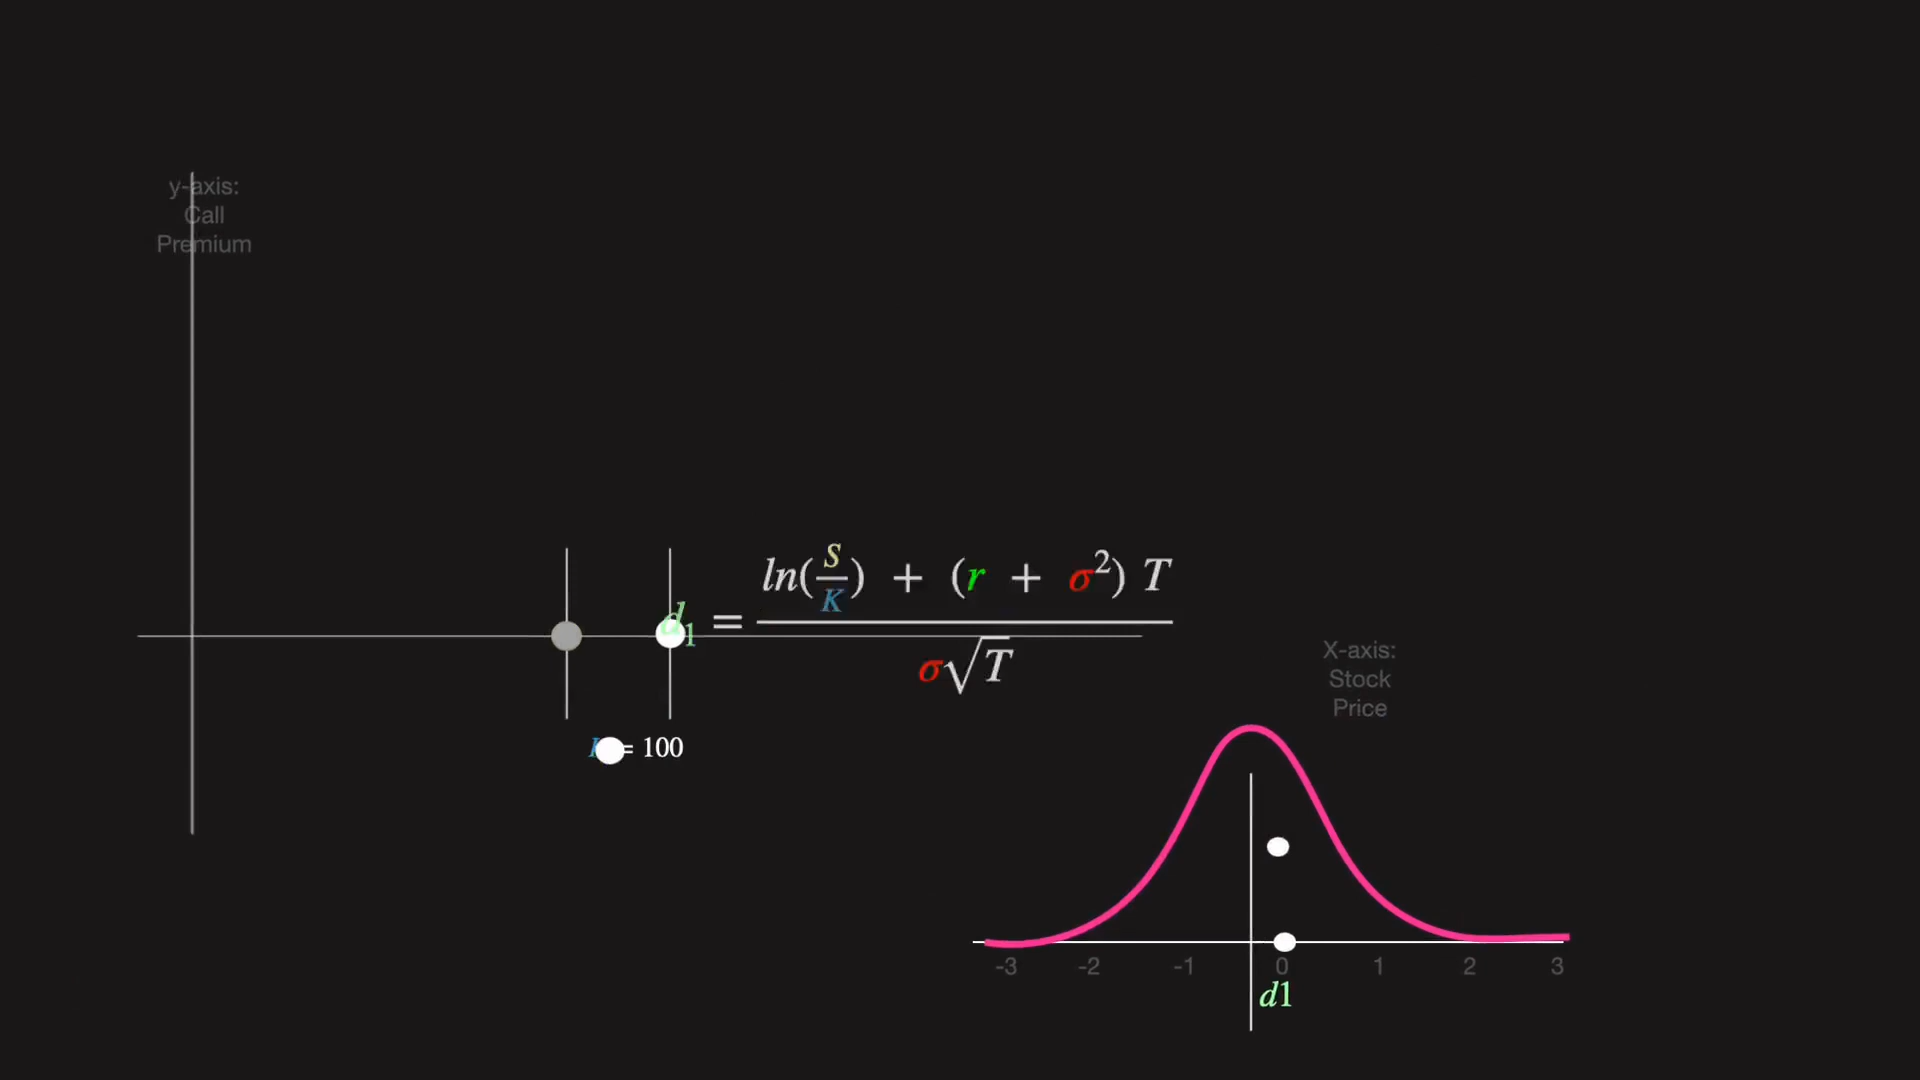 y-axis:
Call
Premium
d₁ = (ln(S/K) + (r + σ²) T) / (σ√T)
X-axis:
Stock
Price
= 100
-3 -2 -1 0 1 2 3
d1